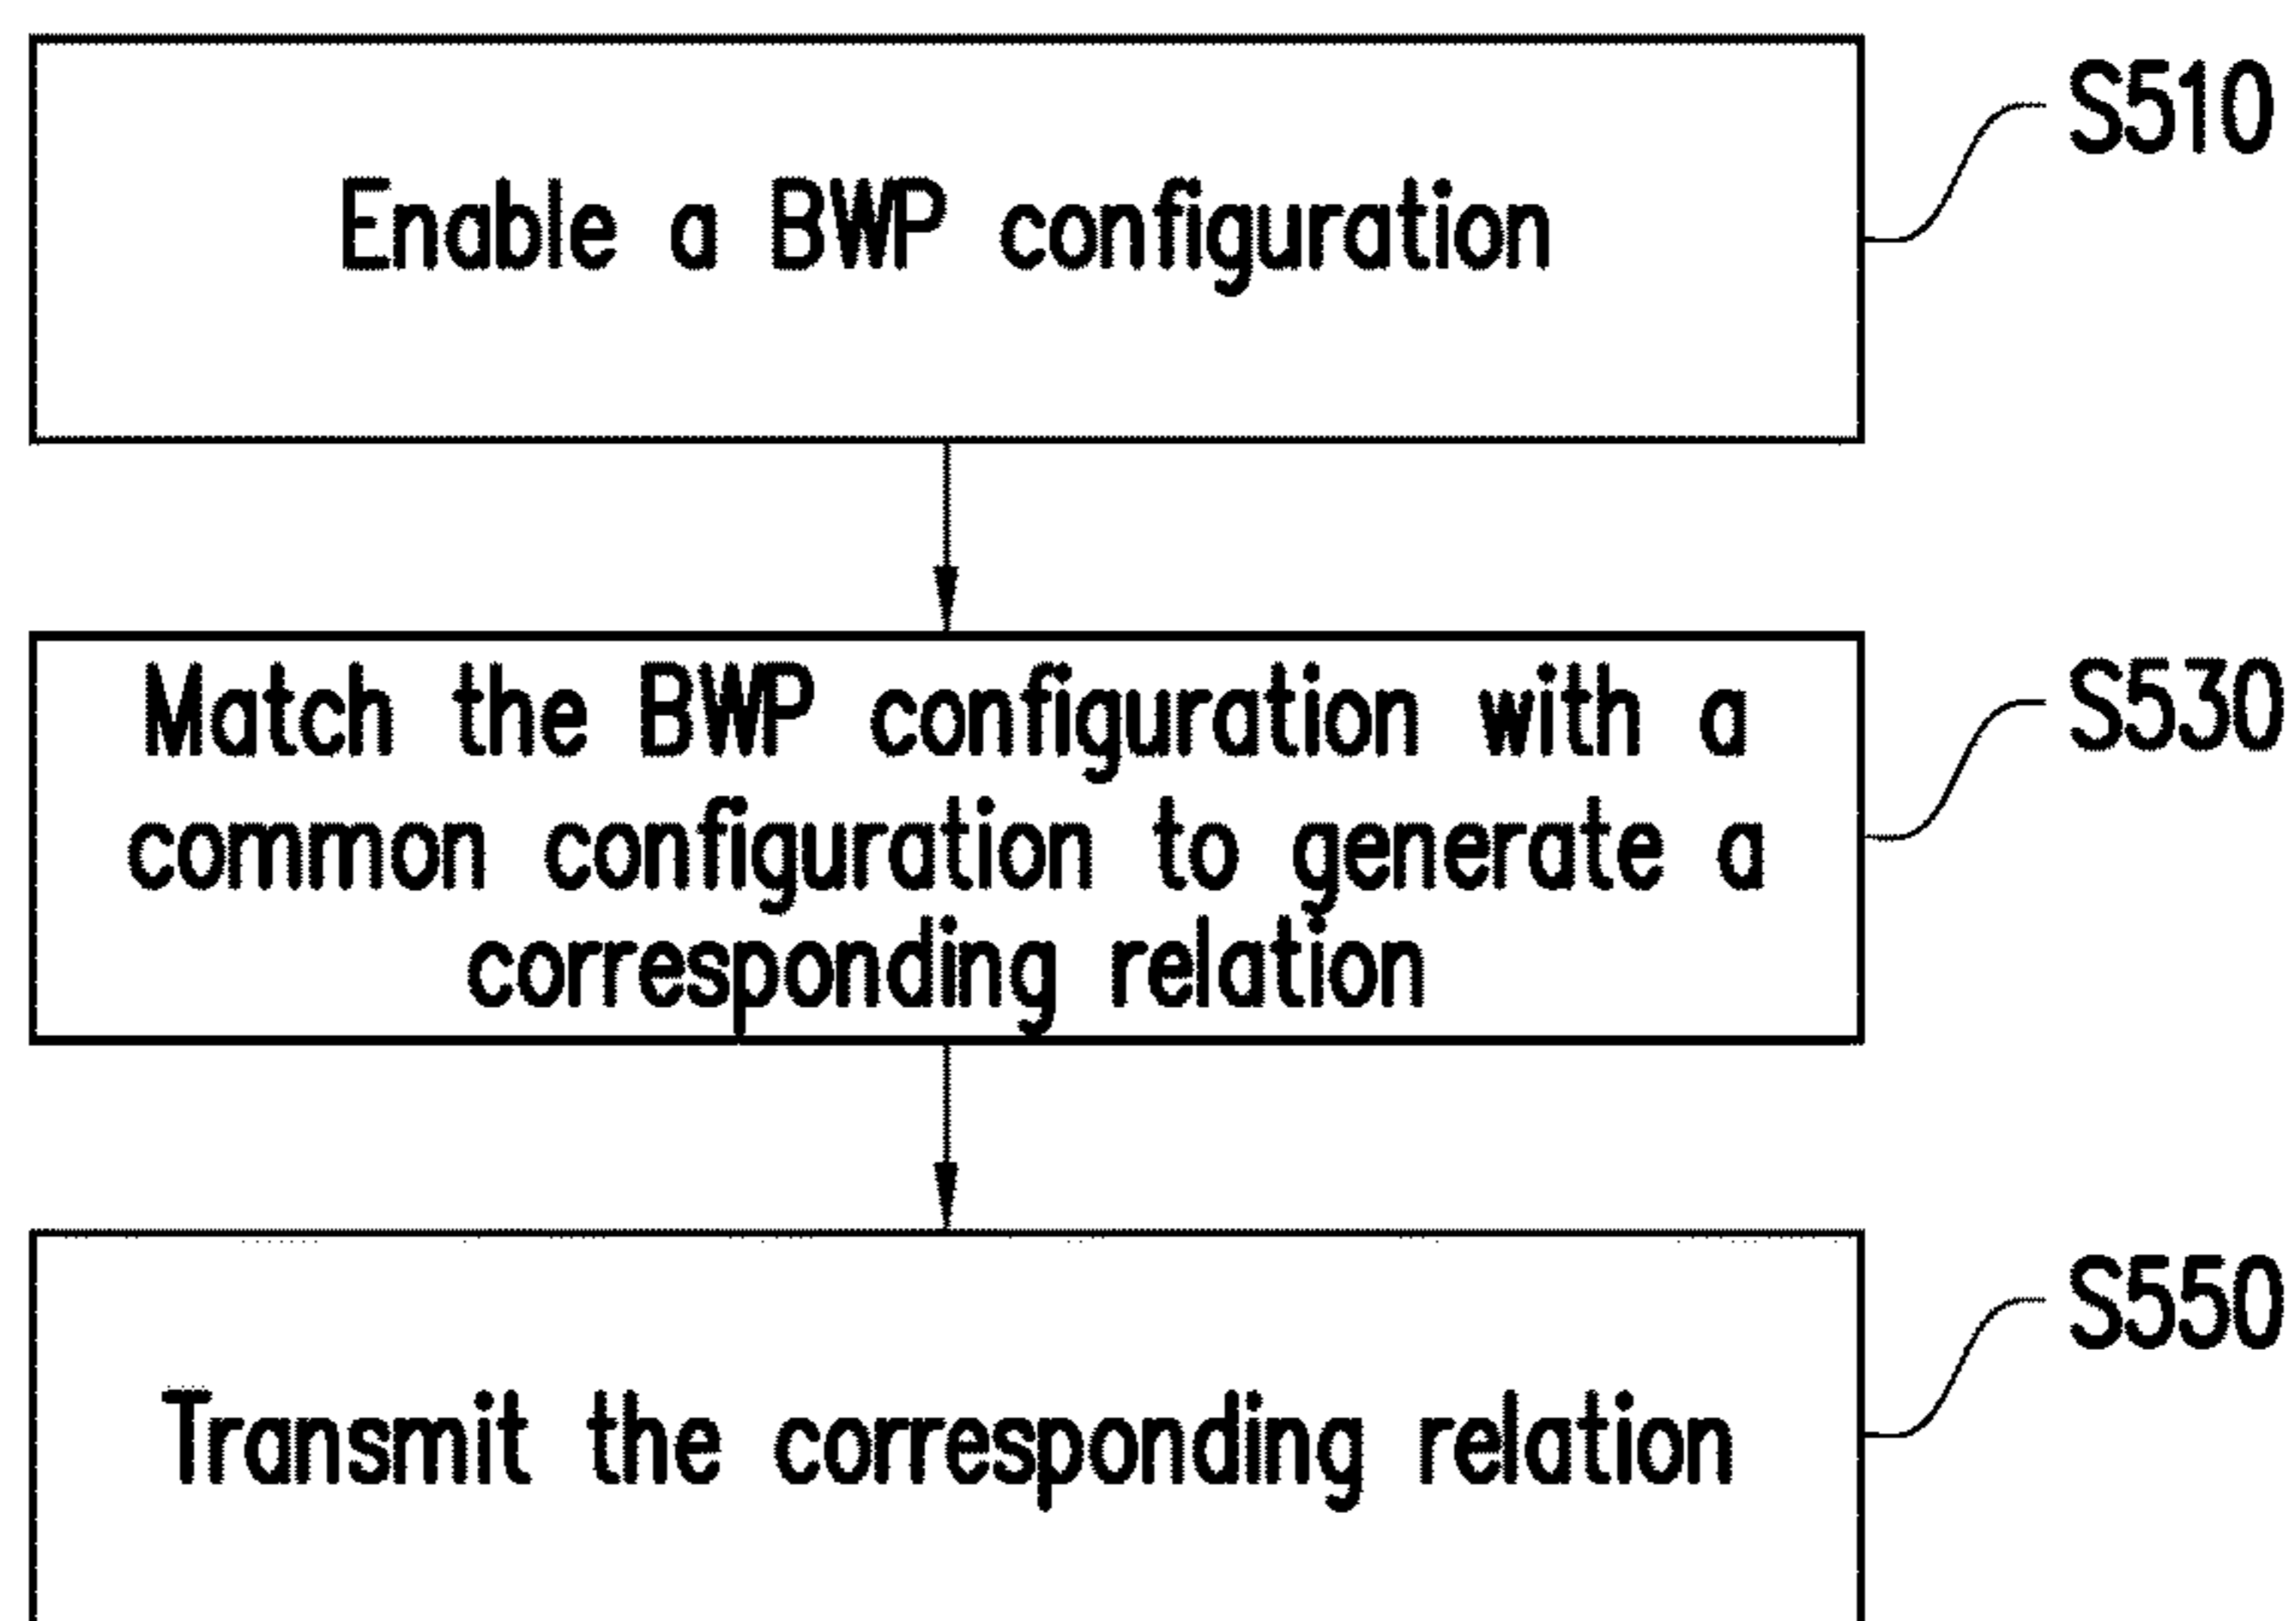 Enable a BWP configuration
S510
Match the BWP configuration with a
common configuration to generate a
corresponding relation
S530
Transmit the corresponding relation
S550